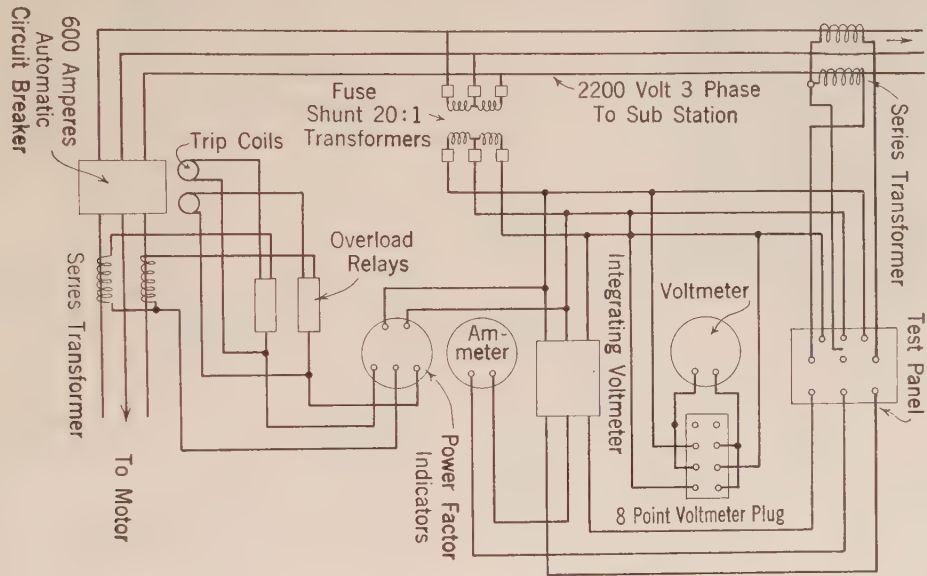 600 Amperes
Automatic
Circuit Breaker
Trip Coils
Fuse
Shunt 20:1
Transformers
2200 Volt 3 Phase
To Sub Station
Series Transformer
Overload
Relays
Series Transformer
To Motor
Power Factor
Indicators
Am-
meter
Integrating Voltmeter
Voltmeter
8 Point Voltmeter Plug
Test Panel